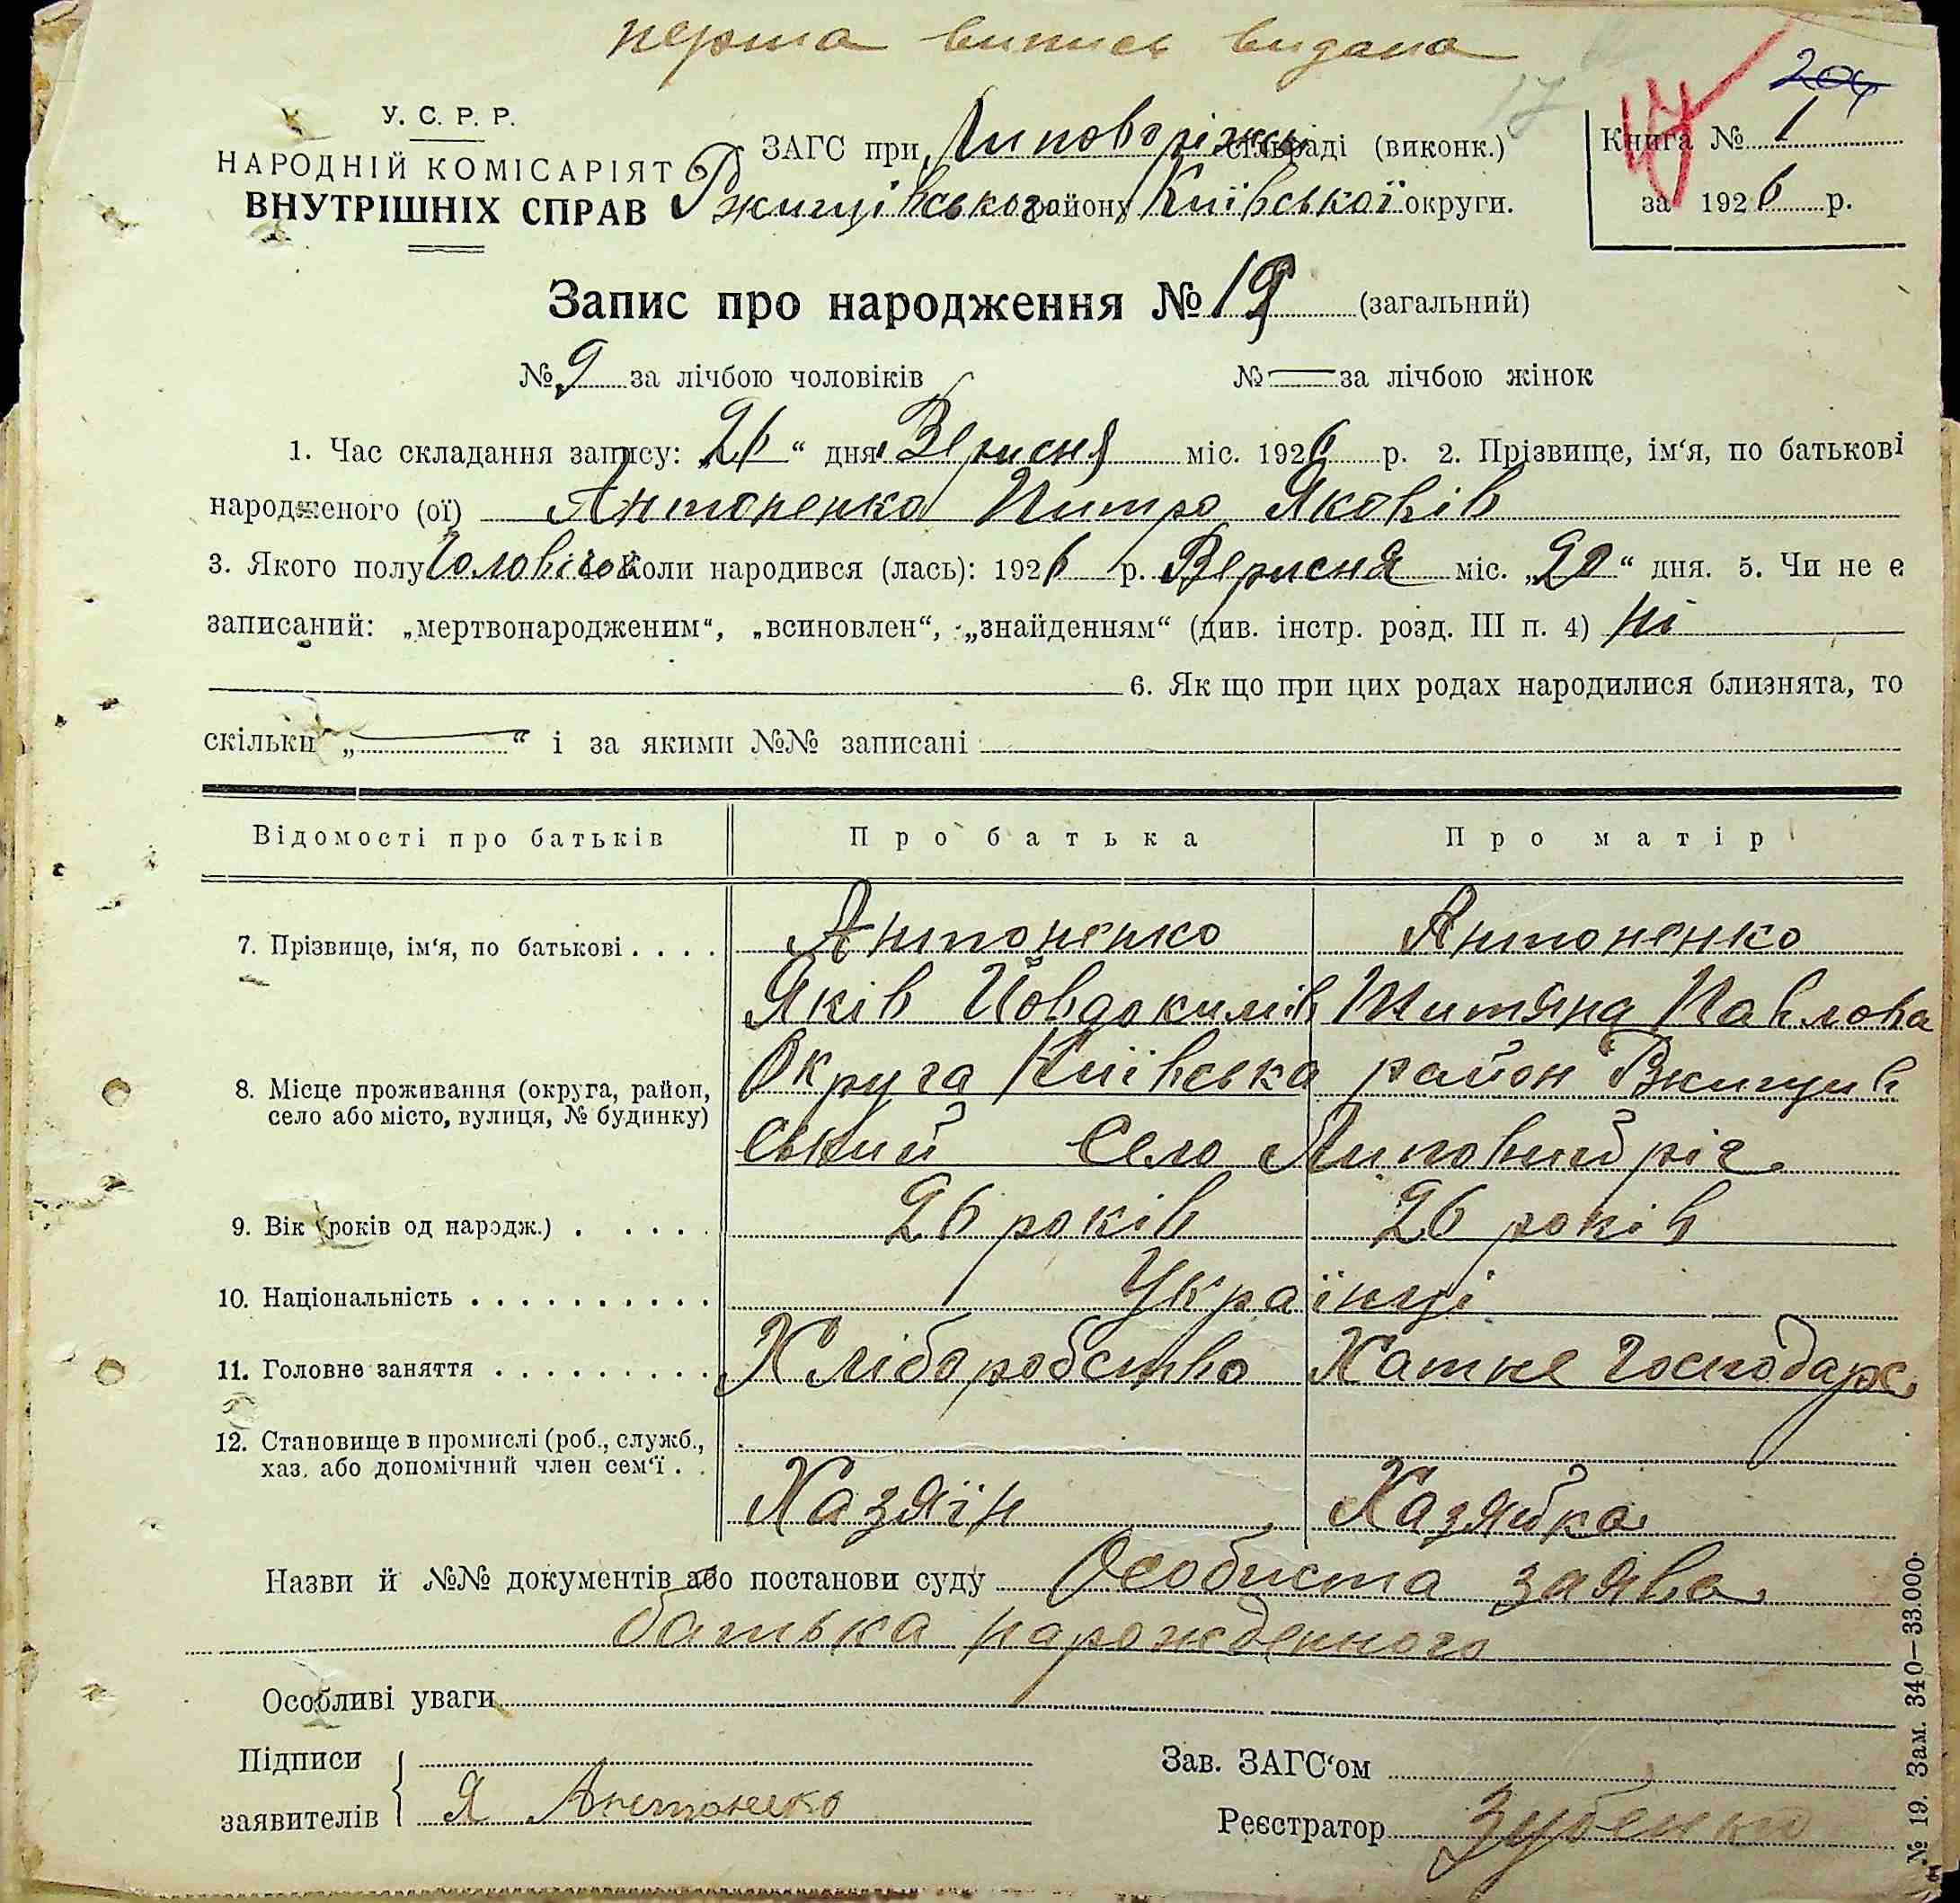 перша випись видана
17
204
У. С. Р. Р.
НАРОДНІЙ КОМІСАРІЯТ
ВНУТРІШНІХ СПРАВ
ЗАГС при Липоворіжськ сільраді (виконк.)
Ржищівського району Київської округи.
Книга № 1
за 1926 р.
17
Запис про народження № 19 (загальний)
№ 9 за лічбою чоловіків № — за лічбою жінок
1. Час складання запису: „26“ дня Вересня міс. 1926 р. 2. Прізвище, ім‘я, по батькові
народженого (ої) Антоненко Питро Яковів
3. Якого полу Чоловічого Коли народився (лась): 1926 р. Вересня міс. „20“ дня. 5. Чи не є
записаний: „мертвонародженим“, „всиновлен“, „знайденням“ (див. інстр. розд. III п. 4) ні
6. Як що при цих родах народилися близнята, то
скільки „—“ і за якими №№ записані
Відомості про батьків Про батька Про матір
7. Прізвище, ім‘я, по батькові . . . . Антоненко Антоненко
Яків Йовдокимів Титяна Павлова
8. Місце проживання (округа, район, Округа Київська район Вжищив
село або місто, вулиця, № будинку) ський Село Липовий ріг.
9. Вік (років од народж.) . . . . . 26 років 26 років
10. Національність . . . . . . . . . . Українці
11. Головне заняття . . . . . . . . . Хліборобство Хатне Господарс
12. Становище в промислі (роб., служб.,
хаз. або допомічний член сем‘ї . . Хазяїн Хазяйка
Назви й №№ документів або постанови суду Особиста заява
батька нарожденного
Особливі уваги
Підписи Зав. ЗАГС‘ом
заявителів Я Антоненко Реєстратор Зубенко
№ 19. Зам. 340—33.000.